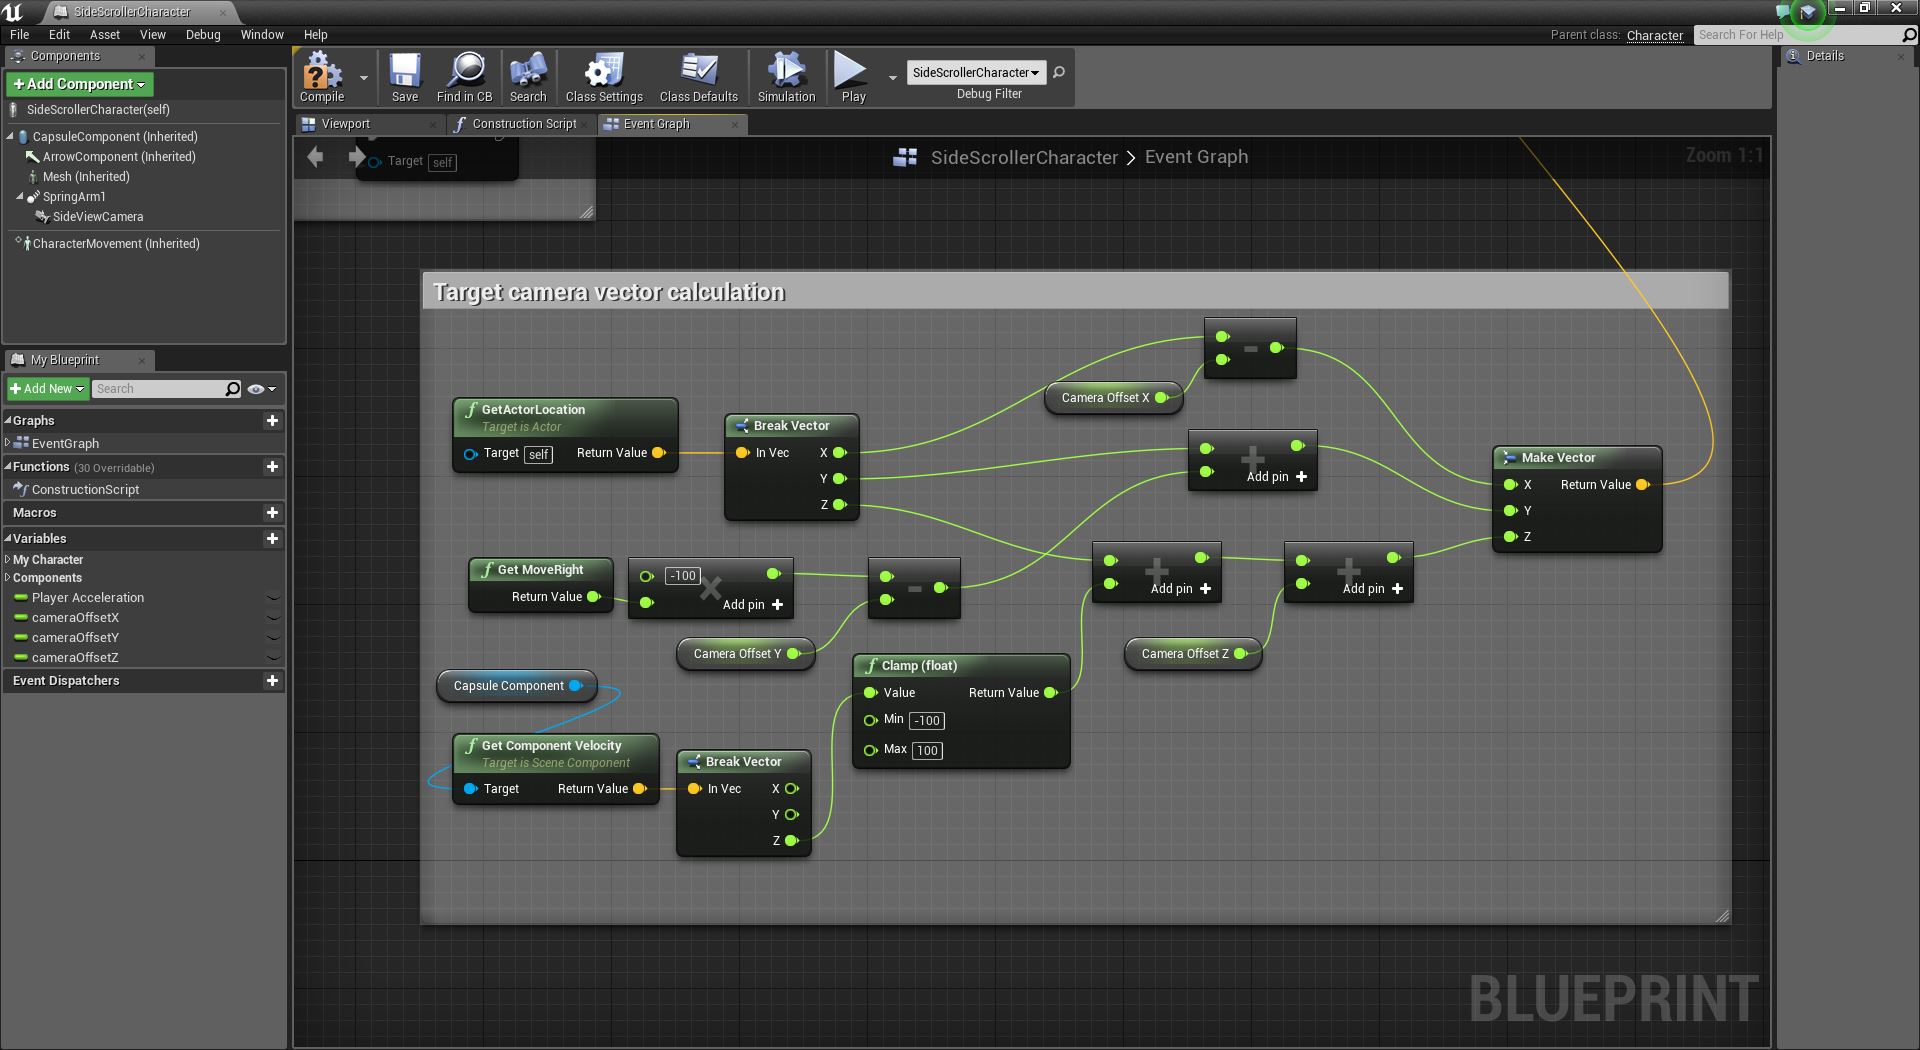 SideScrollerCharacter
File Edit Asset View Debug Window Help
Parent class: Character
Search For Help
Components
+Add Component
SideScrollerCharacter(self)
CapsuleComponent (Inherited)
ArrowComponent (Inherited)
Mesh (Inherited)
SpringArm1
SideViewCamera
CharacterMovement (Inherited)
My Blueprint
+Add New
Search
Graphs
EventGraph
Functions (30 Overridable)
ConstructionScript
Macros
Variables
My Character
Components
Player Acceleration
cameraOffsetX
cameraOffsetY
cameraOffsetZ
Event Dispatchers
Compile
Save
Find in CB
Search
Class Settings
Class Defaults
Simulation
Play
SideScrollerCharacter
Debug Filter
Viewport
Construction Script
Event Graph
Target self
SideScrollerCharacter > Event Graph
Zoom 1:1
Target camera vector calculation
-
Camera Offset X
GetActorLocation
Target is Actor
Target self Return Value
Break Vector
In Vec X
Y
Z
+
Add pin +
Make Vector
X Return Value
Y
Z
Get MoveRight
Return Value
-100
×
Add pin +
-
+
Add pin +
+
Add pin +
Camera Offset Y
Camera Offset Z
Clamp (float)
Value Return Value
Min -100
Max 100
Capsule Component
Get Component Velocity
Target is Scene Component
Target Return Value
Break Vector
In Vec X
Y
Z
BLUEPRINT
Details